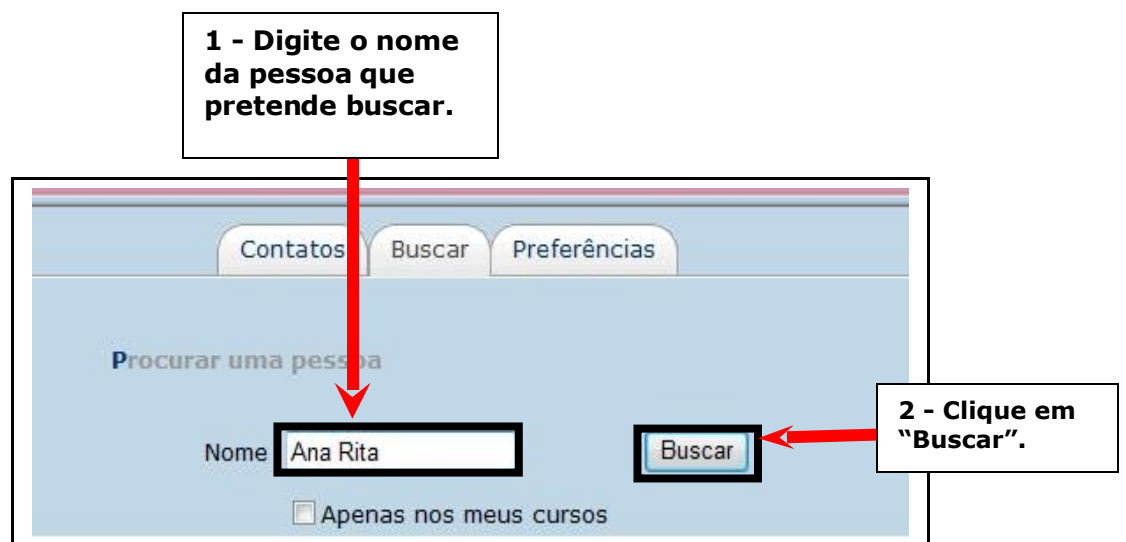 1 - Digite o nome
da pessoa que
pretende buscar.
Contatos Buscar Preferências
Procurar uma pessoa
Nome Ana Rita Buscar
2 - Clique em
“Buscar”.
Apenas nos meus cursos